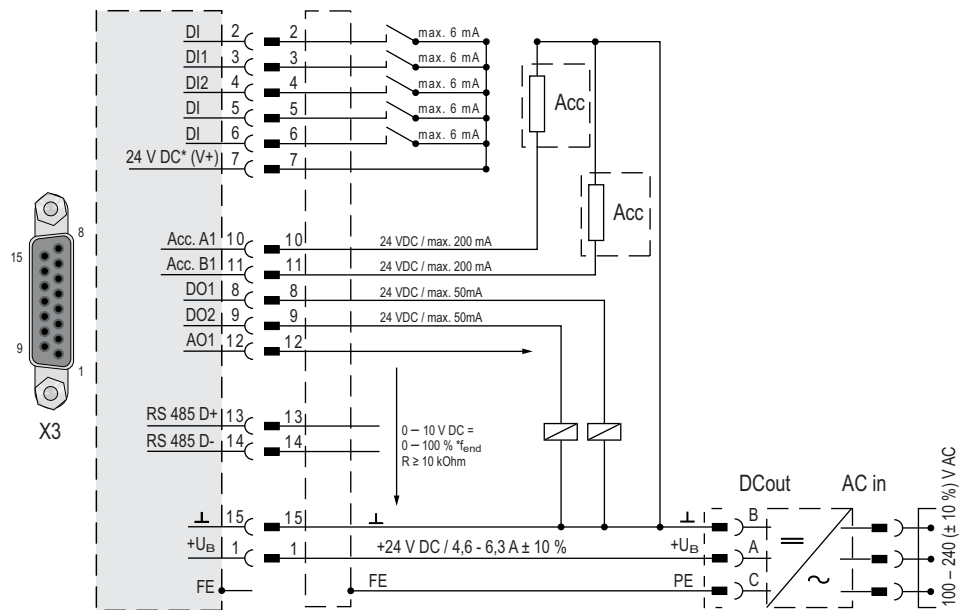 DI 2 2 max. 6 mA
DI1 3 3 max. 6 mA
DI2 4 4 max. 6 mA
DI 5 5 max. 6 mA
DI 6 6 max. 6 mA
24 V DC* (V+) 7 7
Acc
Acc
8
15
9
1
X3
Acc. A1 10 10 24 VDC / max. 200 mA
Acc. B1 11 11 24 VDC / max. 200 mA
DO1 8 8 24 VDC / max. 50mA
DO2 9 9 24 VDC / max. 50mA
AO1 12 12
RS 485 D+ 13 13
RS 485 D- 14 14
0 – 10 V DC =
0 – 100 % *fend
R ≥ 10 kOhm
DCout AC in
⊥ 15 15 ⊥ ⊥ B
+UB 1 1 +24 V DC / 4,6 - 6,3 A ± 10 % +UB A
FE FE PE C
= ~
100 – 240 (± 10 %) V AC